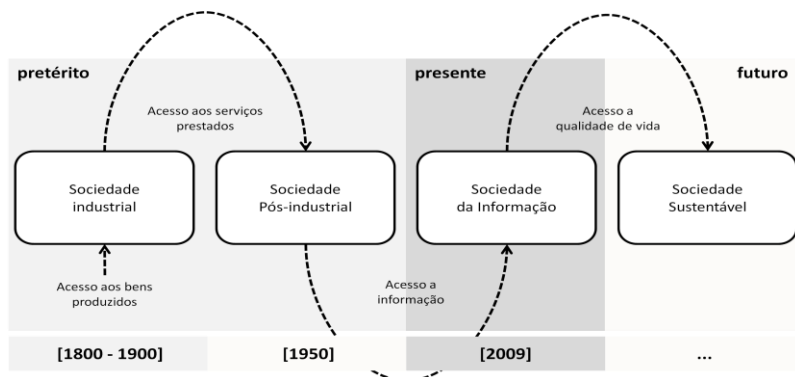 pretérito
presente
futuro
Acesso aos serviços
prestados
Acesso a
qualidade de vida
Sociedade
industrial
Sociedade
Pós-industrial
Sociedade
da Informação
Sociedade
Sustentável
Acesso aos bens
produzidos
Acesso a
informação
[1800 - 1900]
[1950]
[2009]
...